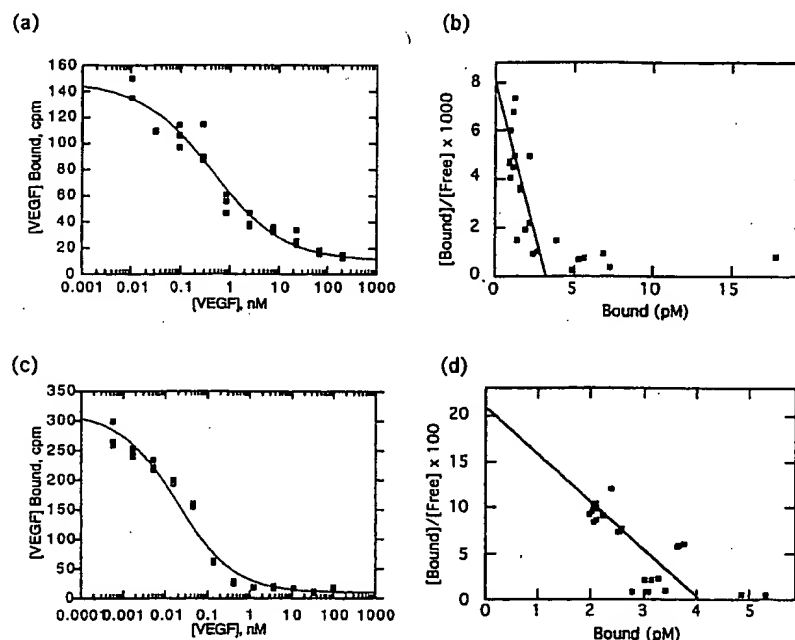 (a)
[VEGF] Bound, cpm
160
140
120
100
80
60
40
20
0
0.001 0.01 0.1 1 10 100 1000
[VEGF], nM
(b)
[Bound]/[Free] x 1000
8
6
4
2
0
0 5 10 15
Bound (pM)
(c)
[VEGF] Bound, cpm
350
300
250
200
150
100
50
0
0.0001 0.001 0.01 0.1 1 10 100 1000
[VEGF], nM
(d)
[Bound]/[Free] x 100
20
15
10
5
0
0 1 2 3 4 5
Bound (pM)